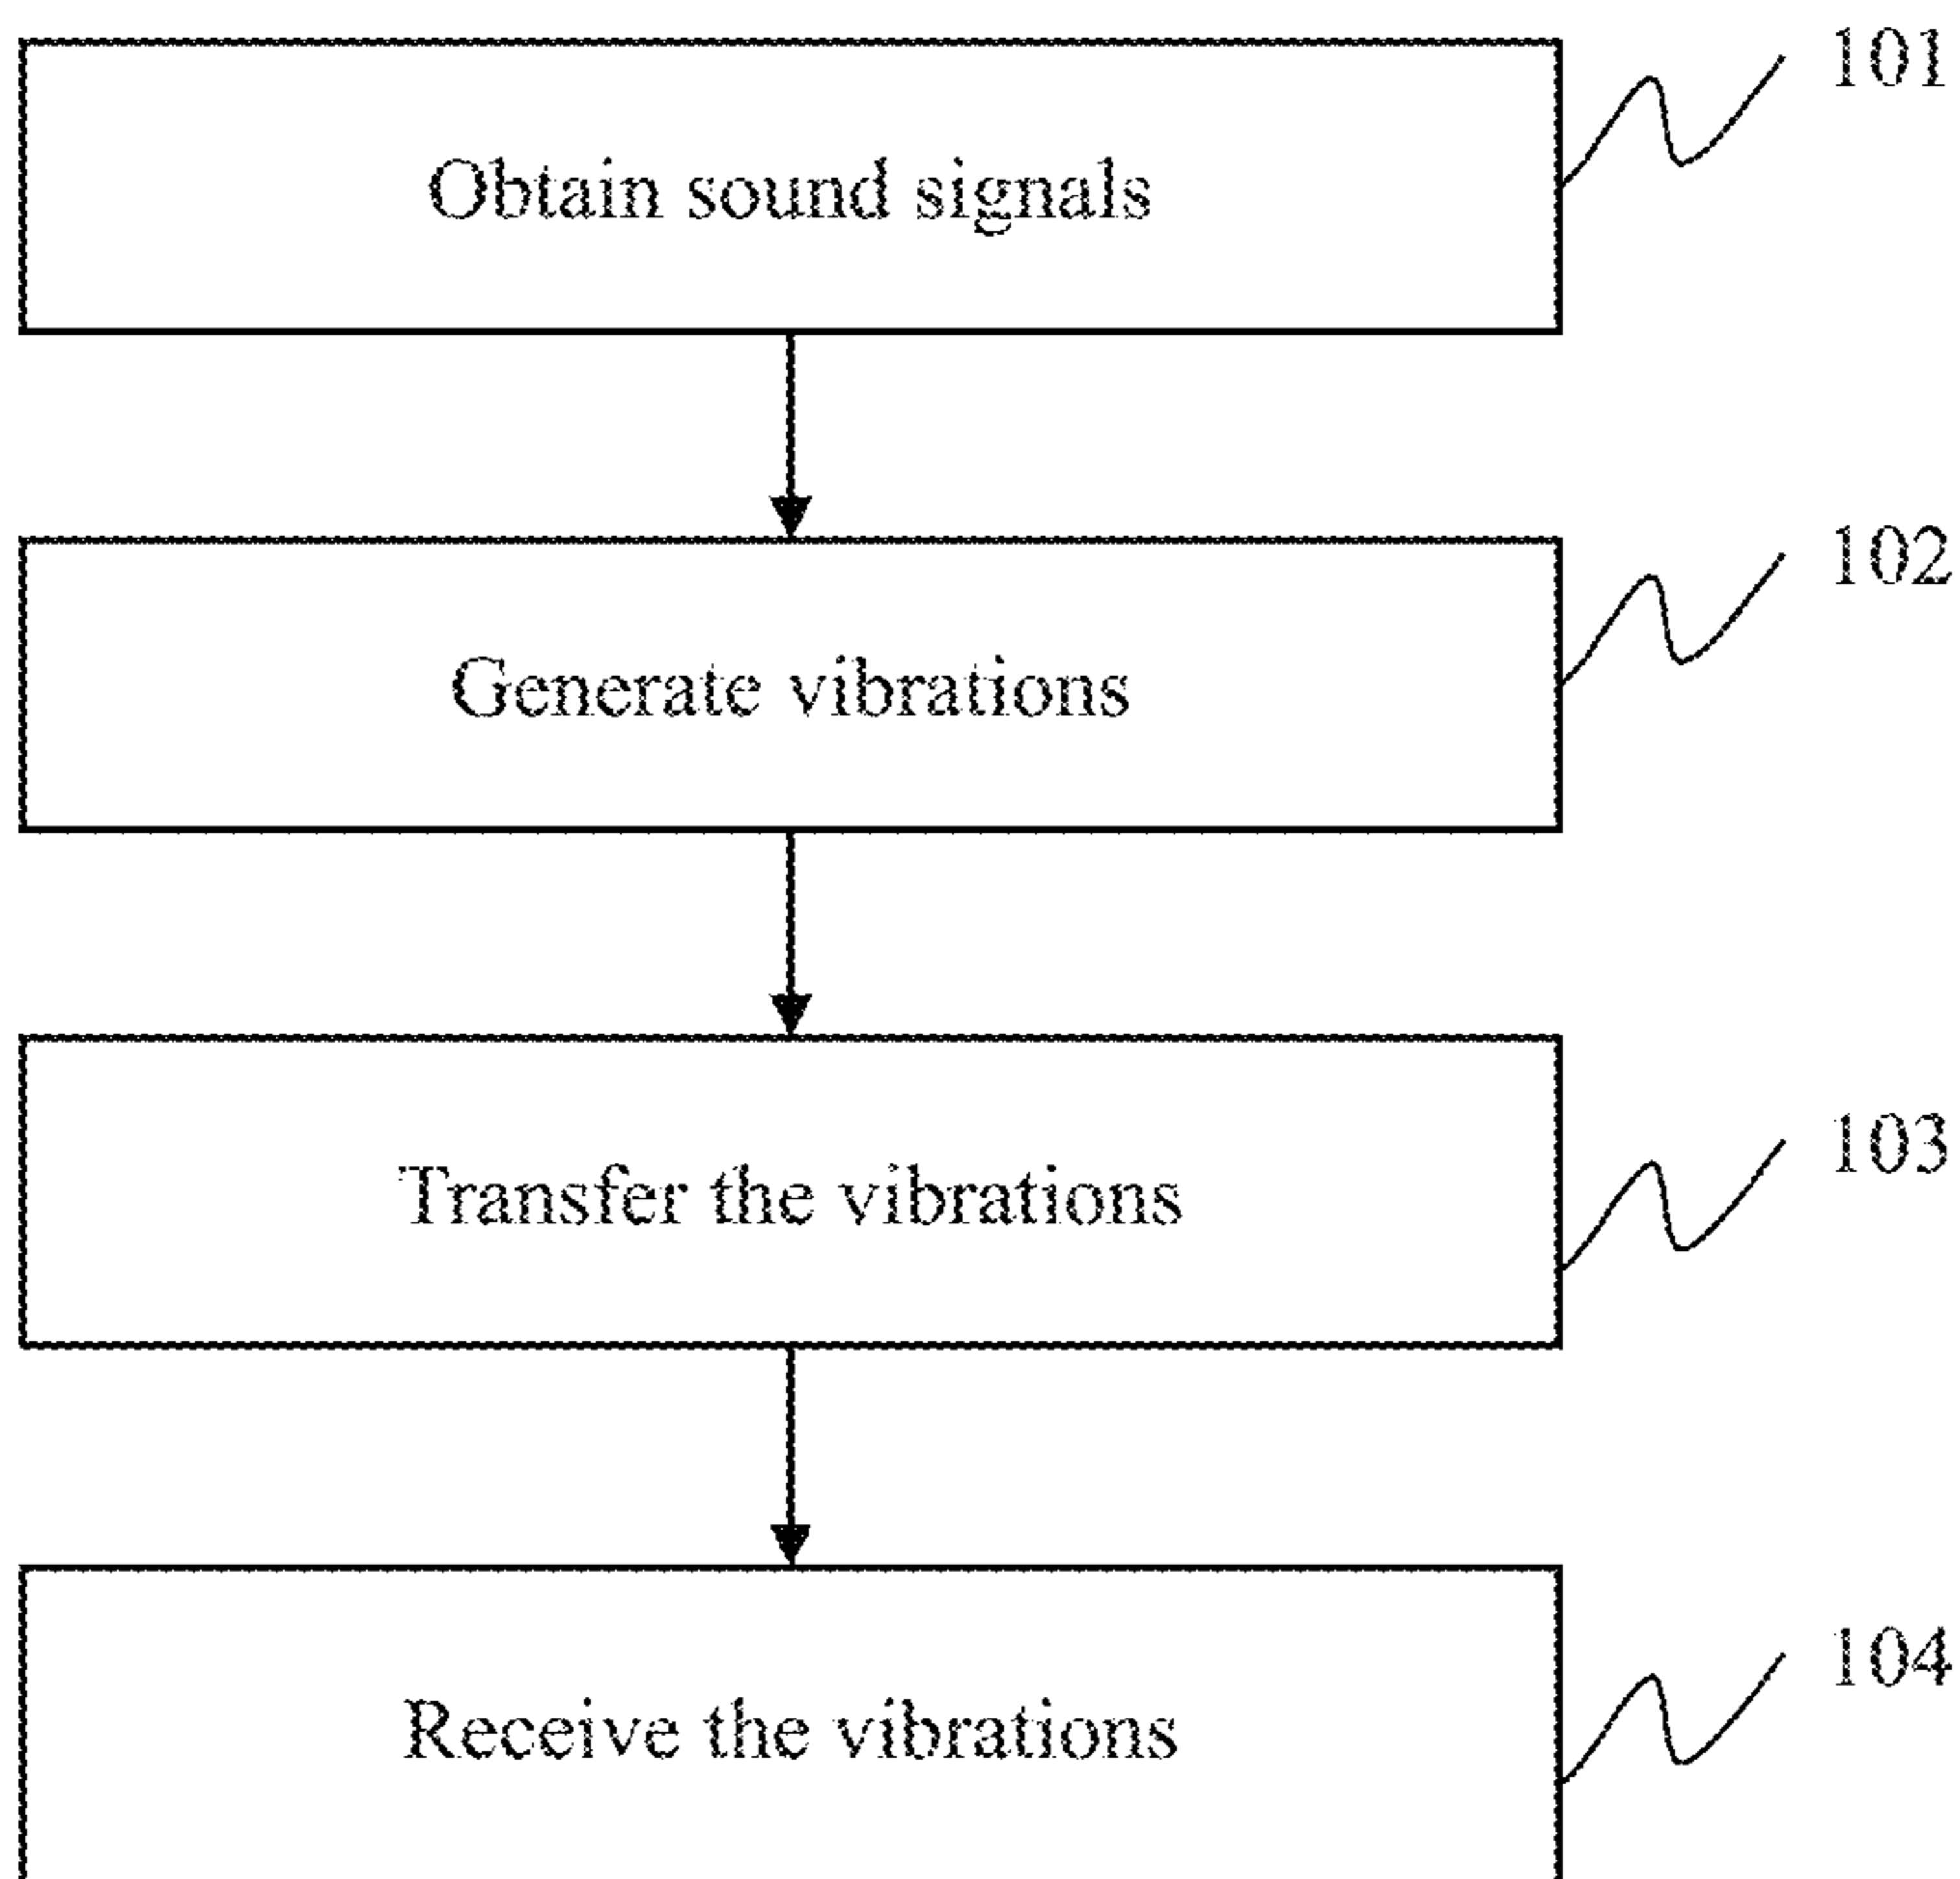 101
Obtain sound signals
102
Generate vibrations
103
Transfer the vibrations
104
Receive the vibrations